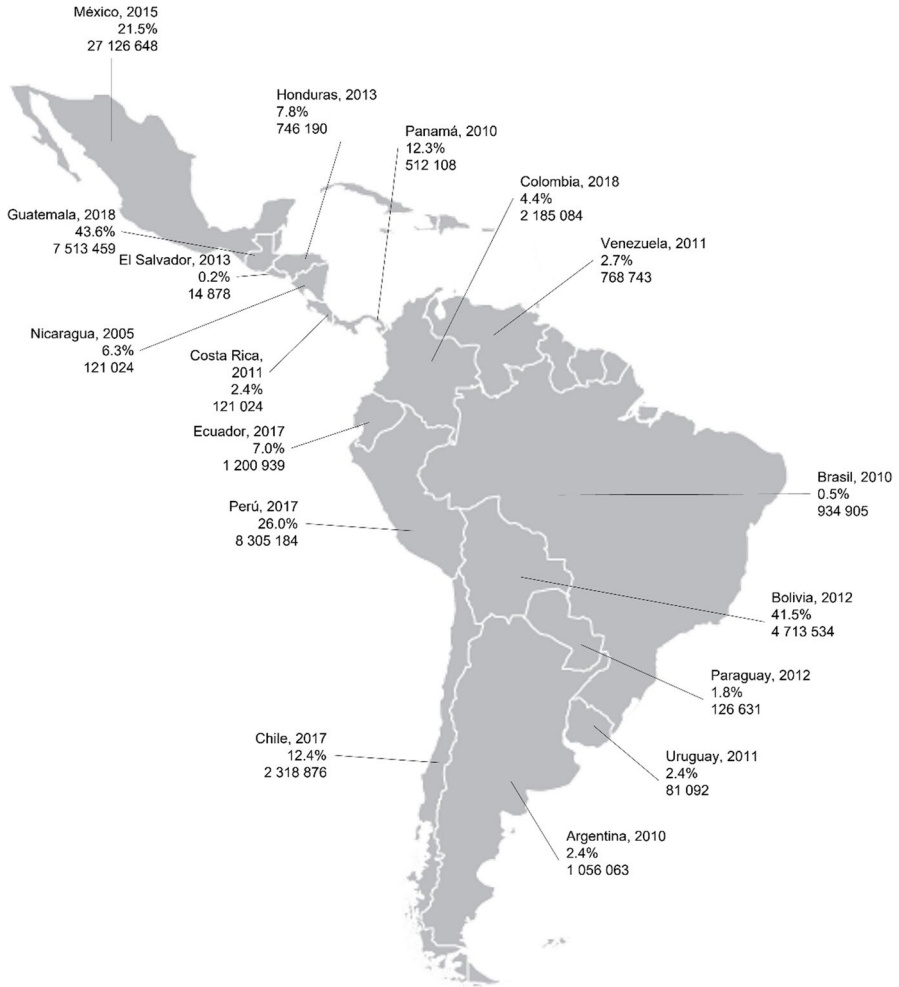 México, 2015
21.5%
27 126 648
Honduras, 2013
7.8%
746 190
Panamá, 2010
12.3%
512 108
Colombia, 2018
4.4%
2 185 084
Guatemala, 2018
43.6%
7 513 459
El Salvador, 2013
0.2%
14 878
Venezuela, 2011
2.7%
768 743
Nicaragua, 2005
6.3%
121 024
Costa Rica,
2011
2.4%
121 024
Ecuador, 2017
7.0%
1 200 939
Brasil, 2010
0.5%
934 905
Perú, 2017
26.0%
8 305 184
Bolivia, 2012
41.5%
4 713 534
Paraguay, 2012
1.8%
126 631
Chile, 2017
12.4%
2 318 876
Uruguay, 2011
2.4%
81 092
Argentina, 2010
2.4%
1 056 063